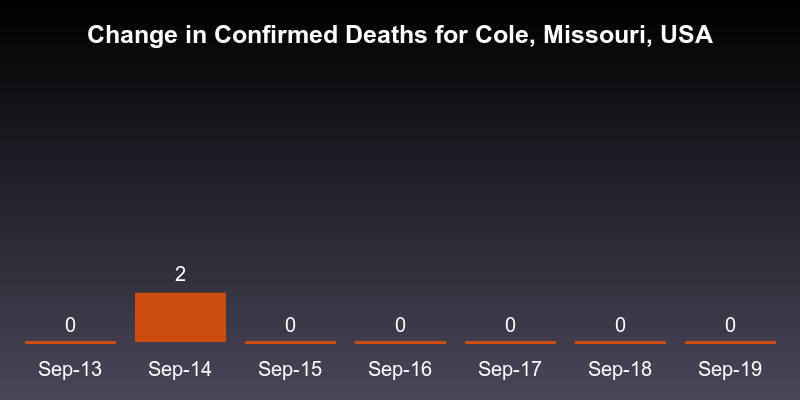 Change in Confirmed Deaths for Cole, Missouri, USA
2
0 0 0 0 0 0
Sep-13 Sep-14 Sep-15 Sep-16 Sep-17 Sep-18 Sep-19